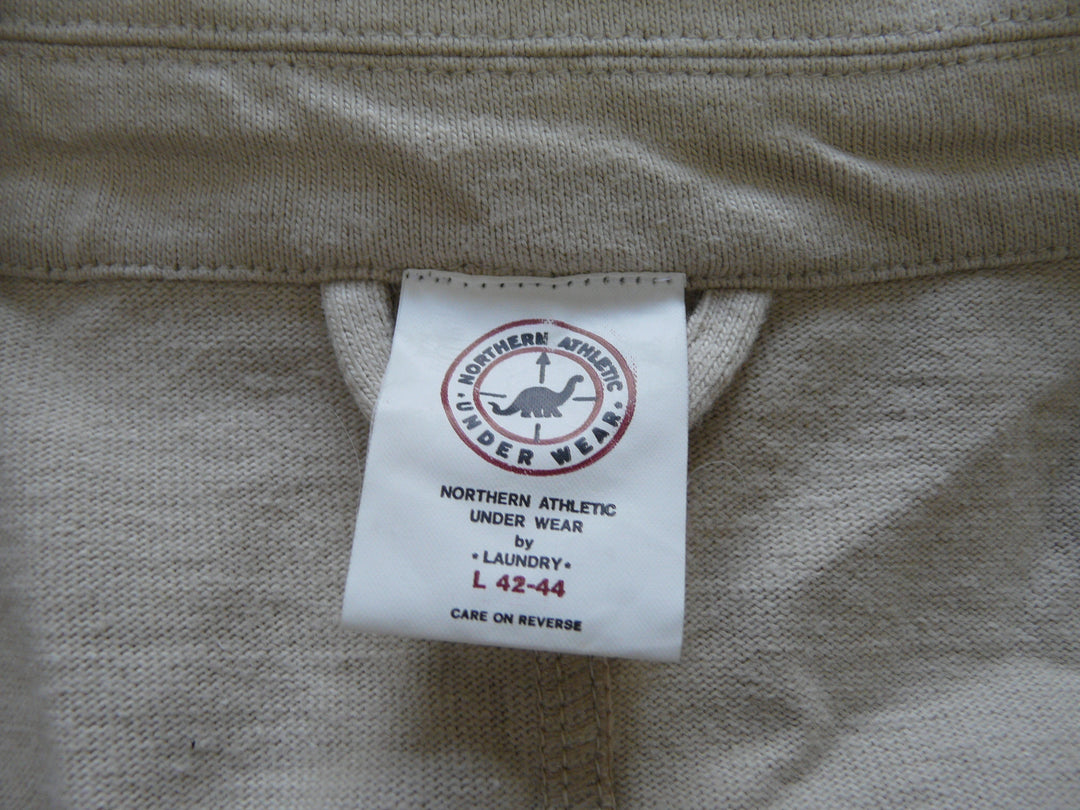 NORTHERN ATHLETIC
• UNDER WEAR •
NORTHERN ATHLETIC
UNDER WEAR
by
• LAUNDRY •
L 42-44
CARE ON REVERSE